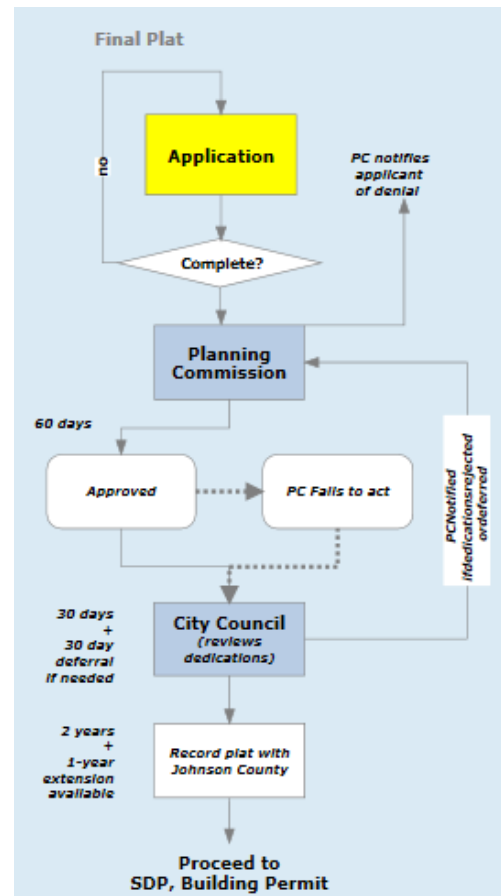 Final Plat
Application
no
PC notifies
applicant
of denial
Complete?
Planning
Commission
60 days
Approved
PC Fails to act
PCNotified
ifdedicationsrejected
ordeferred
30 days
+
30 day
deferral
if needed
City Council
(reviews
dedications)
2 years
+
1-year
extension
available
Record plat with
Johnson County
Proceed to
SDP, Building Permit